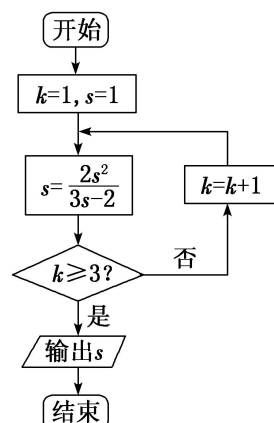 开始
k=1,s=1
s=2s²/3s-2
k=k+1
k≥3?
否
是
输出s
结束